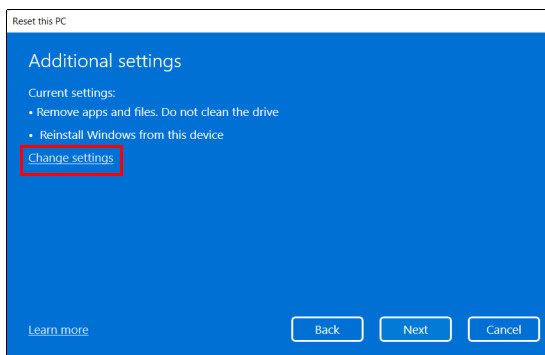 Reset this PC
Additional settings
Current settings:
• Remove apps and files. Do not clean the drive
• Reinstall Windows from this device
Change settings
Learn more
Back
Next
Cancel